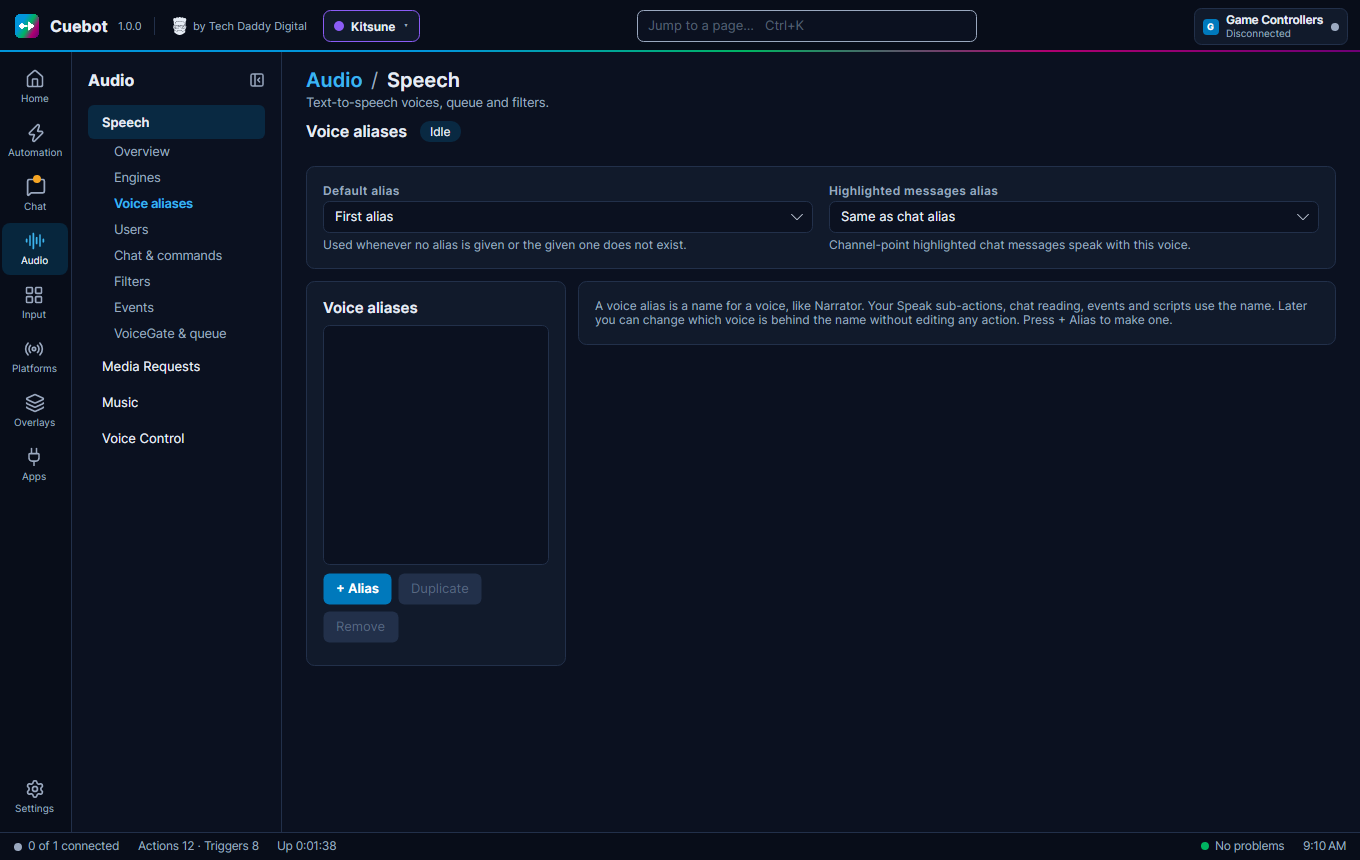 Cuebot 1.0.0 by Tech Daddy Digital Kitsune
Jump to a page... Ctrl+K
G Game Controllers
Disconnected
Home
Automation
Chat
Audio
Input
Platforms
Overlays
Apps
Settings
Audio
Speech
Overview
Engines
Voice aliases
Users
Chat & commands
Filters
Events
VoiceGate & queue
Media Requests
Music
Voice Control
Audio / Speech
Text-to-speech voices, queue and filters.
Voice aliases Idle
Default alias
First alias
Used whenever no alias is given or the given one does not exist.
Highlighted messages alias
Same as chat alias
Channel-point highlighted chat messages speak with this voice.
Voice aliases
+ Alias Duplicate
Remove
A voice alias is a name for a voice, like Narrator. Your Speak sub-actions, chat reading, events and scripts use the name. Later
you can change which voice is behind the name without editing any action. Press + Alias to make one.
0 of 1 connected Actions 12 · Triggers 8 Up 0:01:38
No problems 9:10 AM